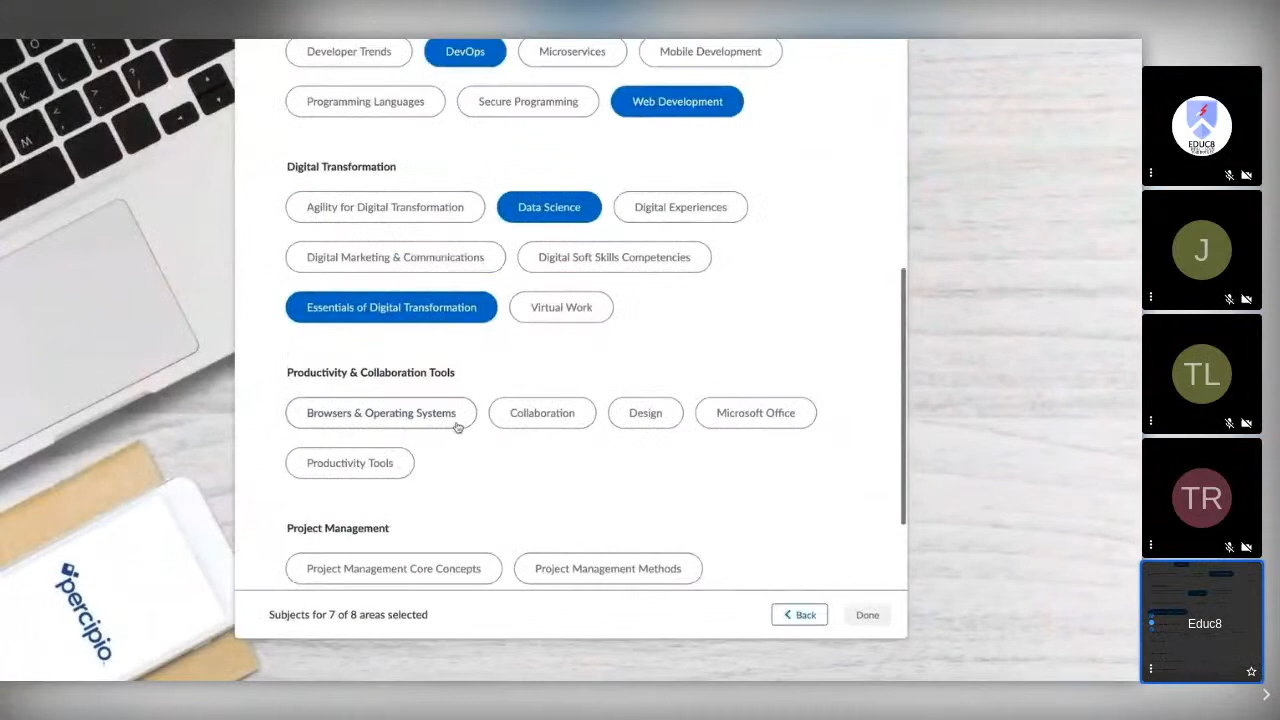 Developer Trends DevOps Microservices Mobile Development
Programming Languages Secure Programming Web Development
Digital Transformation
Agility for Digital Transformation Data Science Digital Experiences
Digital Marketing & Communications Digital Soft Skills Competencies
Essentials of Digital Transformation Virtual Work
Productivity & Collaboration Tools
Browsers & Operating Systems Collaboration Design Microsoft Office
Productivity Tools
Project Management
Project Management Core Concepts Project Management Methods
Subjects for 7 of 8 areas selected
Back Done
percipio
EDUC8
J
TL
TR
Educ8